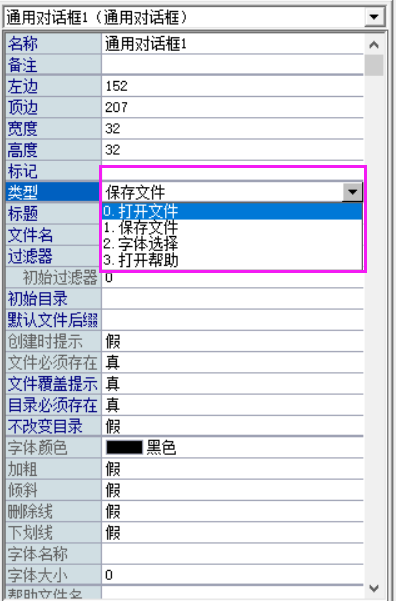 通用对话框1（通用对话框）
名称 通用对话框1
备注
左边 152
顶边 207
宽度 32
高度 32
标记
类型 保存文件
标题 0.打开文件
文件名 1.保存文件
2.字体选择
过滤器 3.打开帮助
初始过滤器 0
初始目录
默认文件后缀
创建时提示 假
文件必须存在 真
文件覆盖提示 真
目录必须存在 真
不改变目录 假
字体颜色 黑色
加粗 假
倾斜 假
删除线 假
下划线 假
字体名称
字体大小 0
帮助文件名